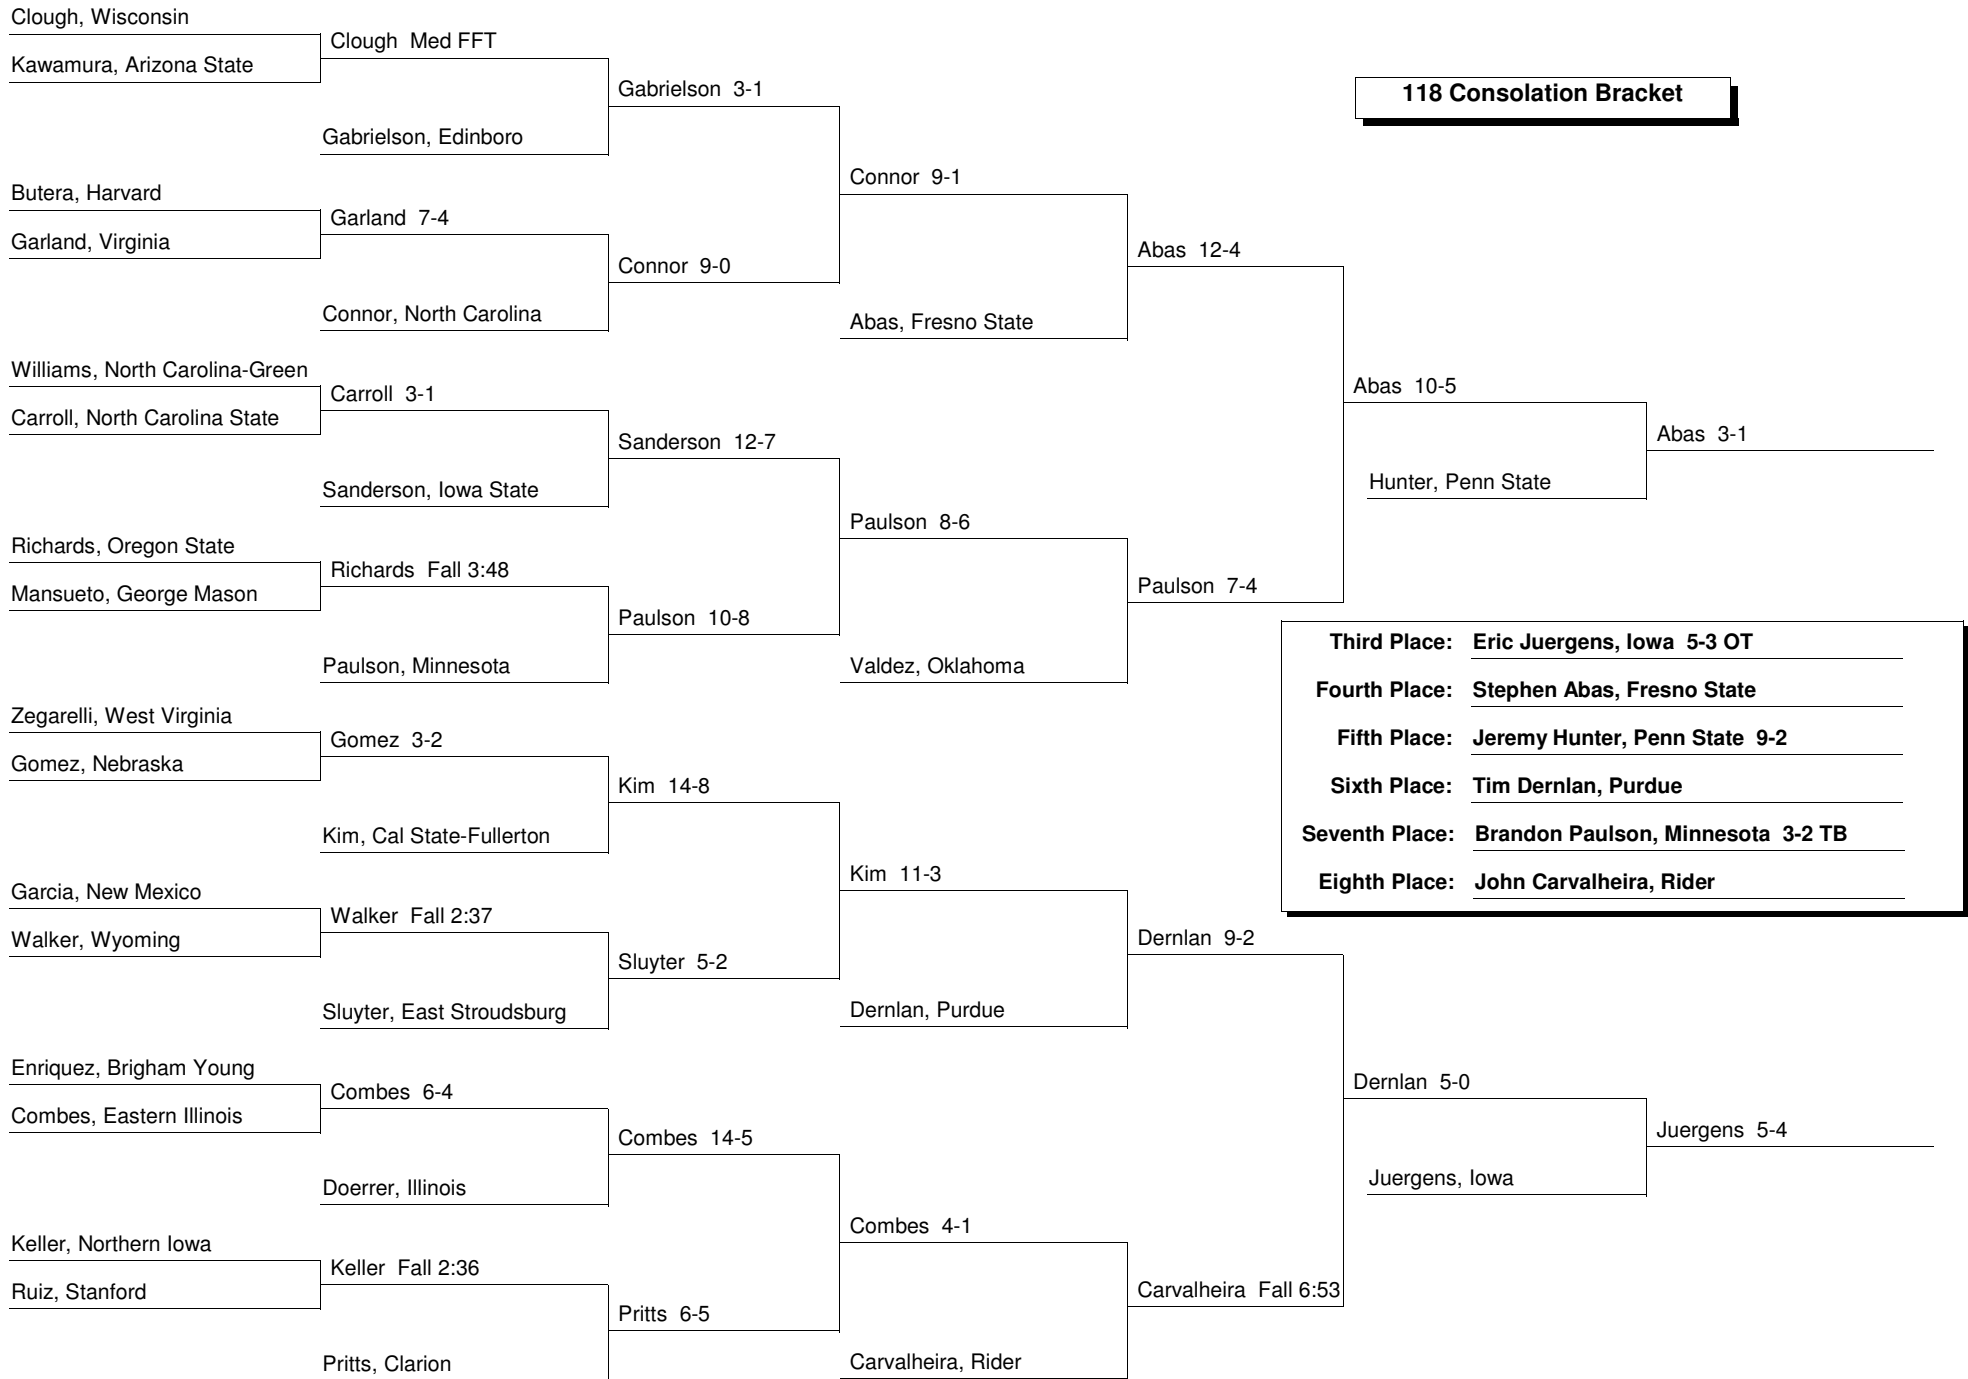 Clough, Wisconsin
Clough  Med FFT
Kawamura, Arizona State
Gabrielson  3-1
118 Consolation Bracket
Gabrielson, Edinboro
Connor  9-1
Butera, Harvard
Garland  7-4
Garland, Virginia
Abas  12-4
Connor  9-0
Connor, North Carolina
Abas, Fresno State
Williams, North Carolina-Green
Abas  10-5
Carroll  3-1
Carroll, North Carolina State
Abas  3-1
Sanderson  12-7
Hunter, Penn State
Sanderson, Iowa State
Paulson  8-6
Richards, Oregon State
Richards  Fall 3:48
Paulson  7-4
Mansueto, George Mason
Paulson  10-8
Third Place: Eric Juergens, Iowa  5-3 OT
Paulson, Minnesota
Valdez, Oklahoma
Fourth Place: Stephen Abas, Fresno State
Zegarelli, West Virginia
Gomez  3-2
Fifth Place: Jeremy Hunter, Penn State  9-2
Gomez, Nebraska
Kim  14-8
Sixth Place: Tim Dernlan, Purdue
Kim, Cal State-Fullerton
Seventh Place: Brandon Paulson, Minnesota  3-2 TB
Kim  11-3
Eighth Place: John Carvalheira, Rider
Garcia, New Mexico
Walker  Fall 2:37
Walker, Wyoming
Dernlan  9-2
Sluyter  5-2
Sluyter, East Stroudsburg
Dernlan, Purdue
Enriquez, Brigham Young
Dernlan  5-0
Combes  6-4
Combes, Eastern Illinois
Juergens  5-4
Combes  14-5
Juergens, Iowa
Doerrer, Illinois
Combes  4-1
Keller, Northern Iowa
Keller  Fall 2:36
Carvalheira  Fall 6:53
Ruiz, Stanford
Pritts  6-5
Pritts, Clarion
Carvalheira, Rider